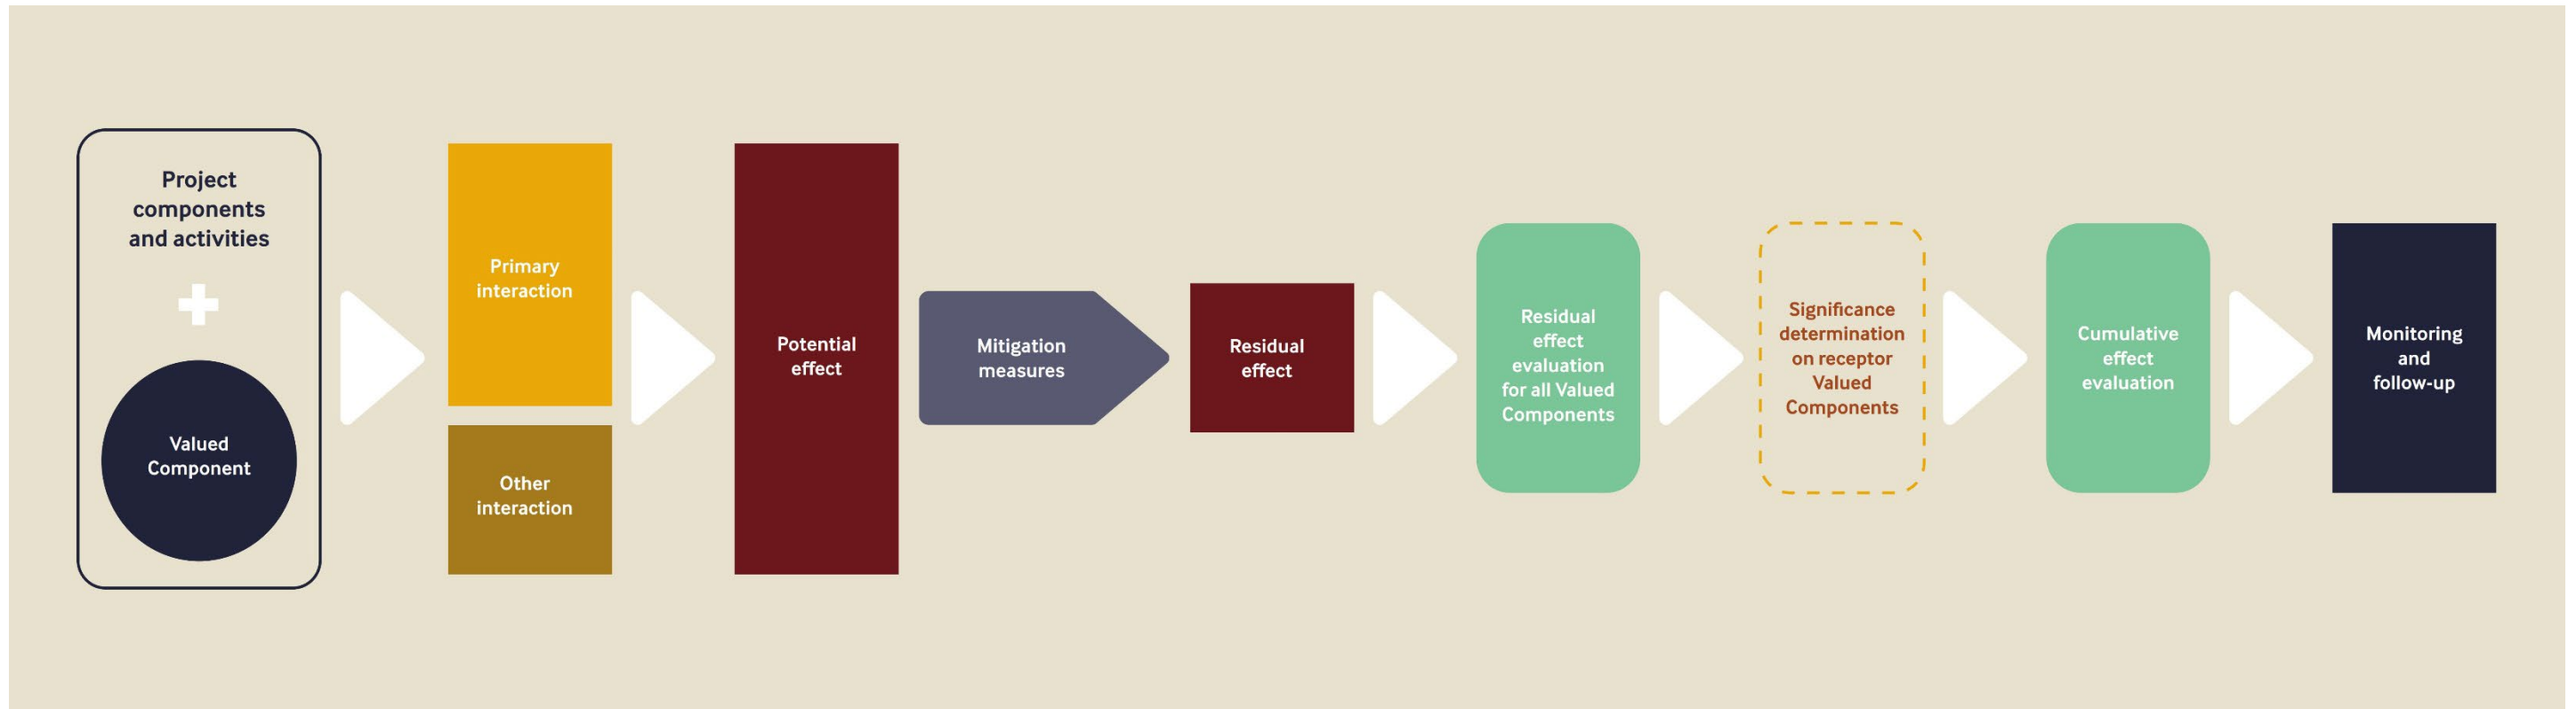 Project
components
and activities
Valued
Component
Primary
interaction
Other
interaction
Potential
effect
Mitigation
measures
Residual
effect
Residual
effect
evaluation
for all Valued
Components
Significance
determination
on receptor
Valued
Components
Cumulative
effect
evaluation
Monitoring
and
follow-up